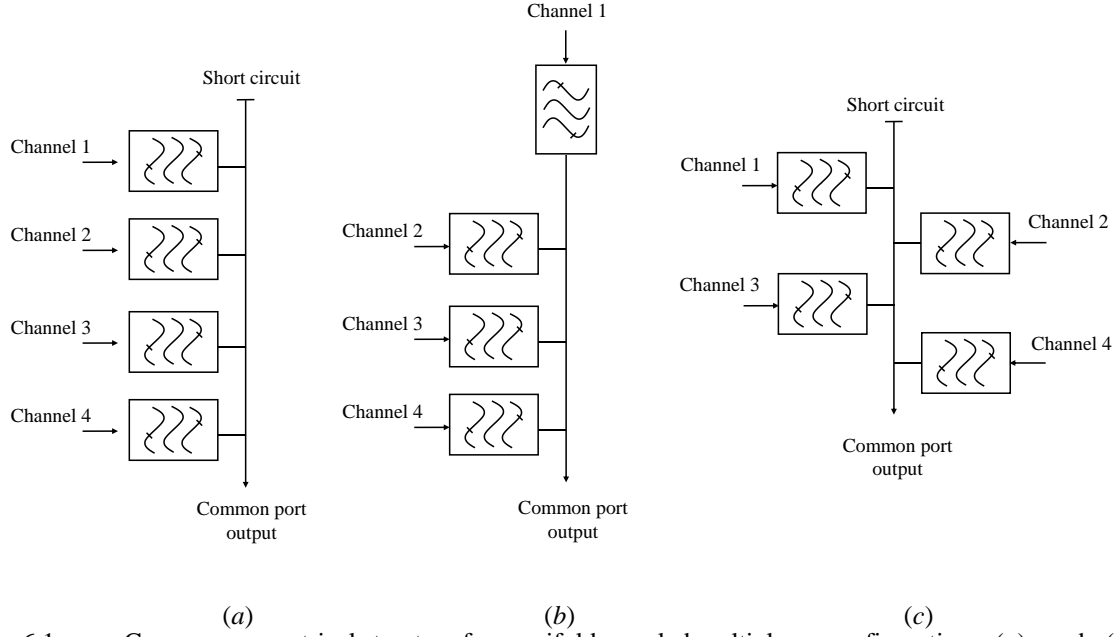 Channel 1
Short circuit
Channel 1
Channel 2
Channel 3
Channel 4
Common port
output
Channel 2
Channel 3
Channel 4
Common port
output
Short circuit
Channel 1
Channel 2
Channel 3
Channel 4
Common port
output
(a) (b) (c)